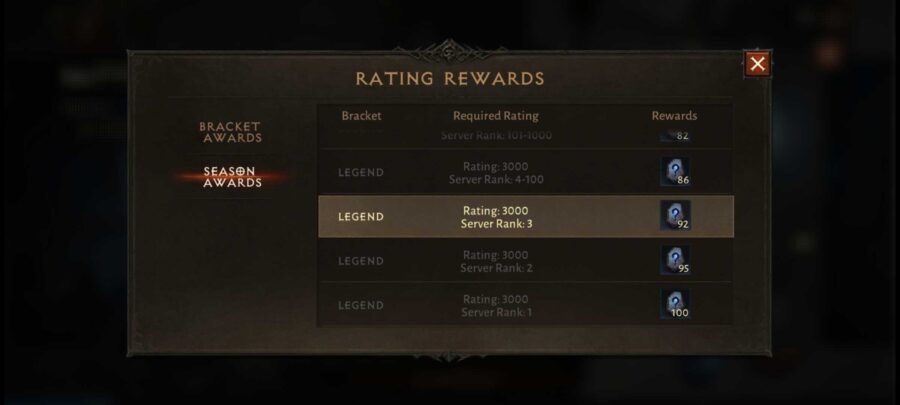 RATING REWARDS
BRACKET
AWARDS
SEASON
AWARDS
Bracket Required Rating Rewards
Server Rank: 101-1000 82
LEGEND
Rating: 3000
Server Rank: 4-100
86
LEGEND
Rating: 3000
Server Rank: 3
92
LEGEND
Rating: 3000
Server Rank: 2
95
LEGEND
Rating: 3000
Server Rank: 1
100